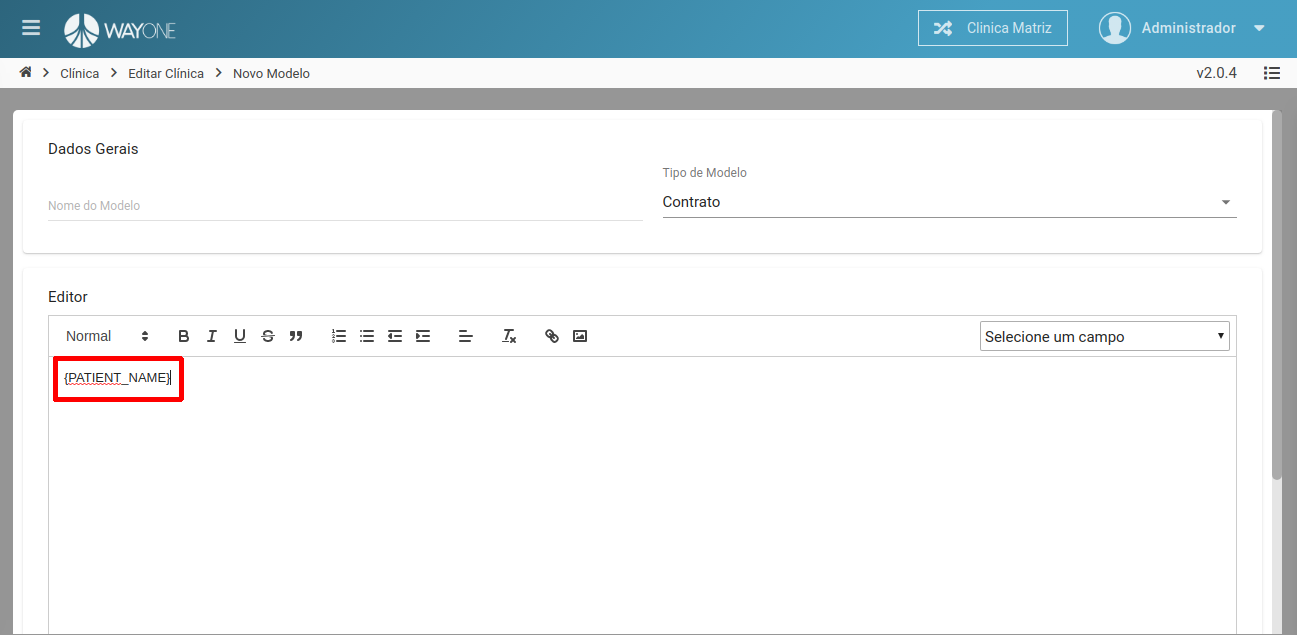 WAYONE
Clinica Matriz
Administrador
Clínica
Editar Clínica
Novo Modelo
v2.0.4
Dados Gerais
Tipo de Modelo
Nome do Modelo
Contrato
Editor
Normal
Selecione um campo
{PATIENT_NAME}